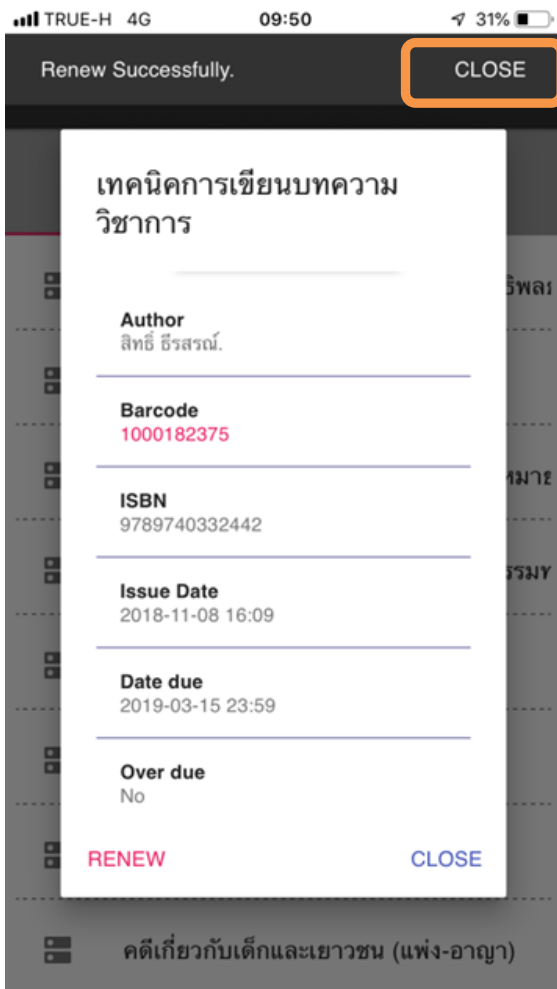 TRUE-H 4G 09:50 31%
Renew Successfully. CLOSE
เทคนิคการเขียนบทความ
วิชาการ
Author
สิทธิ์ ธีรสรณ์.
Barcode
1000182375
ISBN
9789740332442
Issue Date
2018-11-08 16:09
Date due
2019-03-15 23:59
Over due
No
RENEW CLOSE
คดีเกี่ยวกับเด็กและเยาวชน (แพ่ง-อาญา)